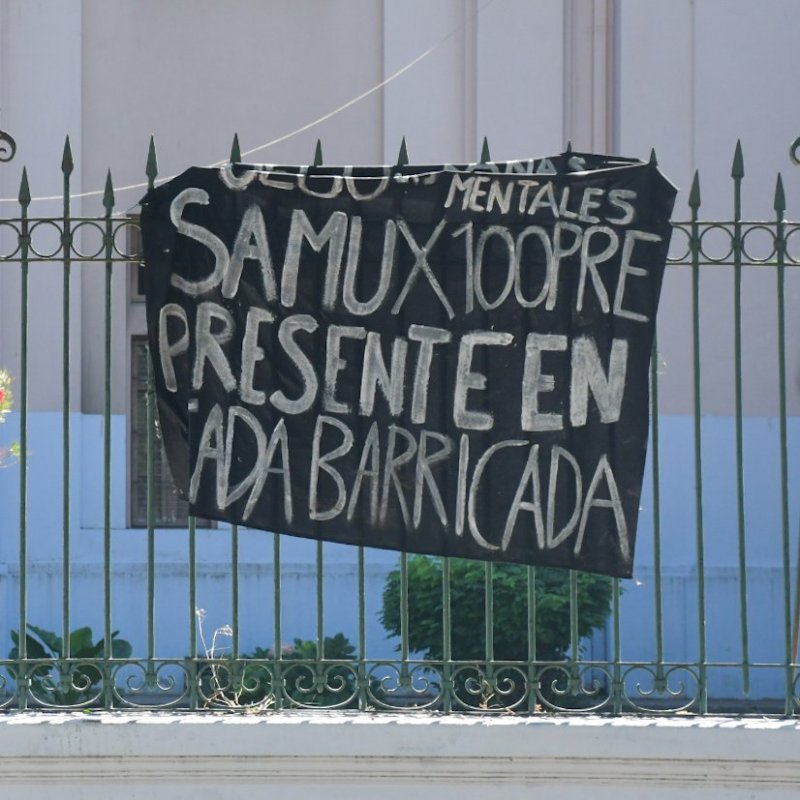 MENTALES
SAMUX100PRE
PRESENTE EN
ADA BARRICADA